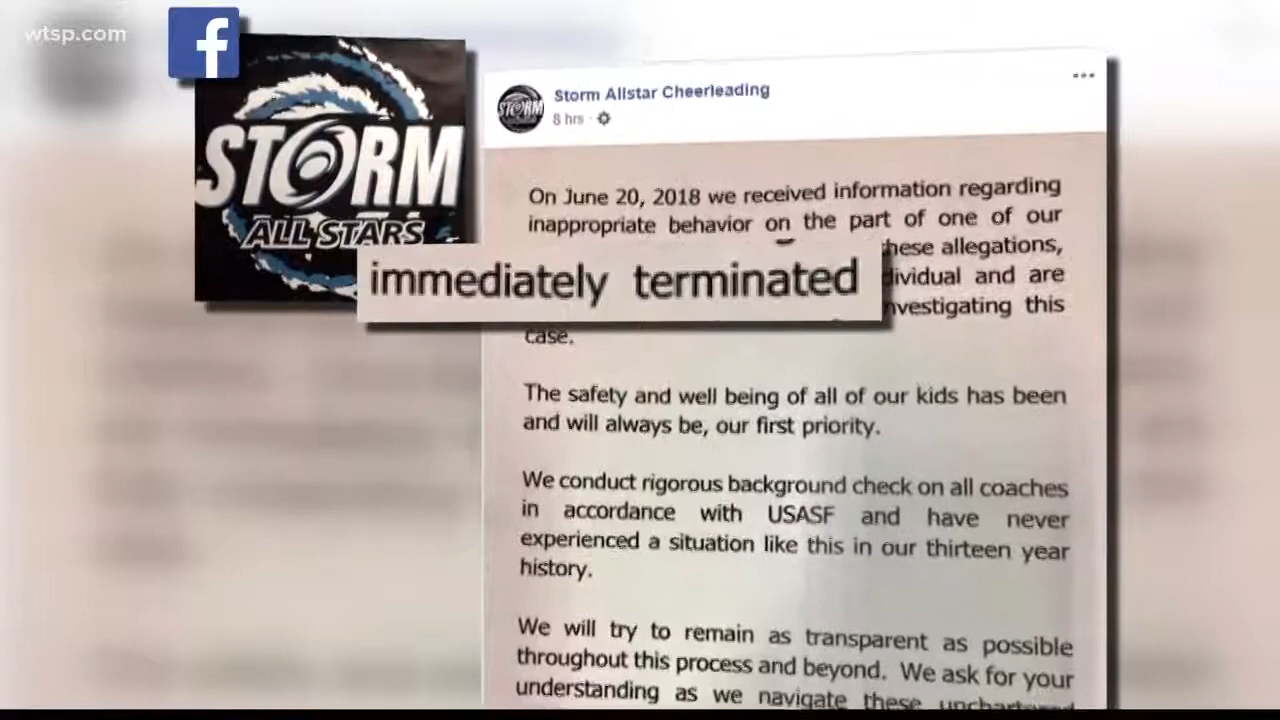 wtsp.com
f
STORM
ALL STARS
Storm Allstar Cheerleading
STORM
8 hrs ·
On June 20, 2018 we received information regarding
inappropriate behavior on the part of one of our
these allegations,
immediately terminated
and are
investigating this
case.
The safety and well being of all of our kids has been
and will always be, our first priority.
We conduct rigorous background check on all coaches
in accordance with USASF and have never
experienced a situation like this in our thirteen year
history.
We will try to remain as transparent as possible
throughout this process and beyond. We ask for your
understanding as we navigate these